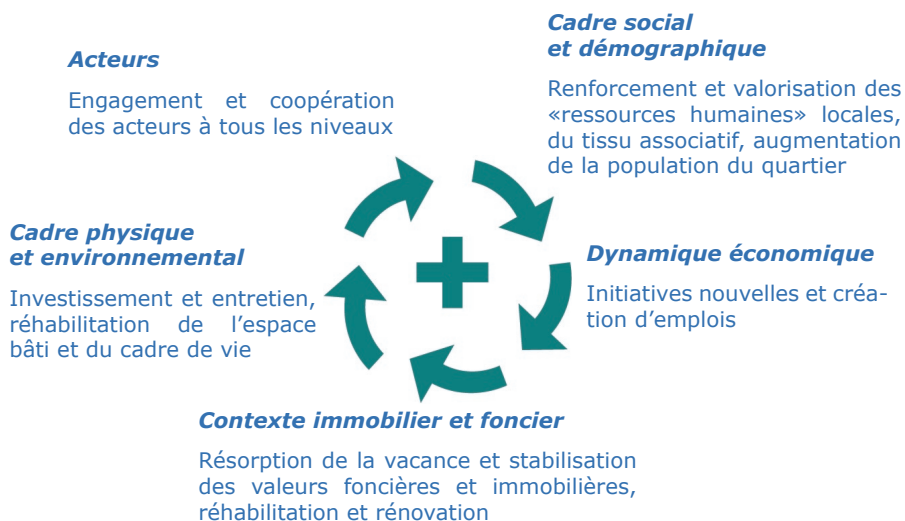 Acteurs
Engagement et coopération
des acteurs à tous les niveaux
Cadre social
et démographique
Renforcement et valorisation des
«ressources humaines» locales,
du tissu associatif, augmentation
de la population du quartier
Cadre physique
et environnemental
Investissement et entretien,
réhabilitation de l'espace
bâti et du cadre de vie
Dynamique économique
Initiatives nouvelles et créa-
tion d'emplois
Contexte immobilier et foncier
Résorption de la vacance et stabilisation
des valeurs foncières et immobilières,
réhabilitation et rénovation